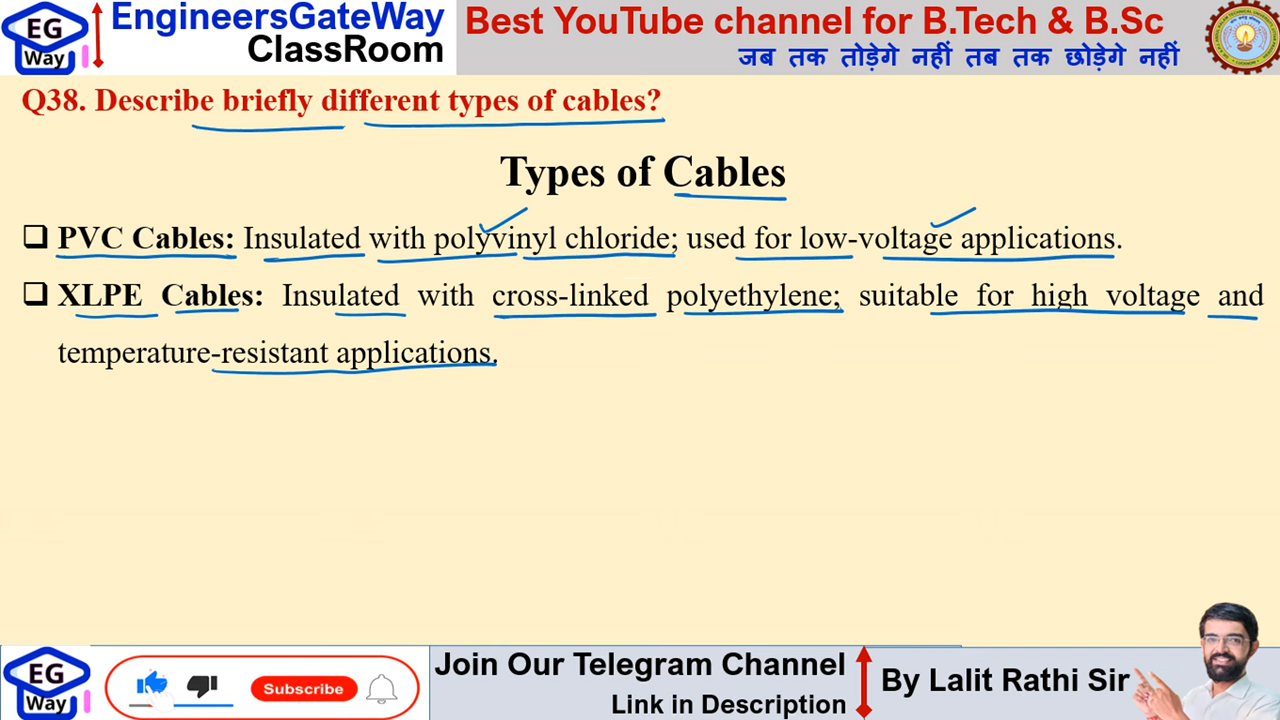 EG
Way
EngineersGateWay
ClassRoom
Best YouTube channel for B.Tech & B.Sc
जब तक तोड़ेगे नहीं तब तक छोड़ेगे नहीं
Q38. Describe briefly different types of cables?
Types of Cables
PVC Cables: Insulated with polyvinyl chloride; used for low-voltage applications.
XLPE Cables: Insulated with cross-linked polyethylene; suitable for high voltage and
temperature-resistant applications.
EG
Way
Subscribe
Join Our Telegram Channel
Link in Description
By Lalit Rathi Sir